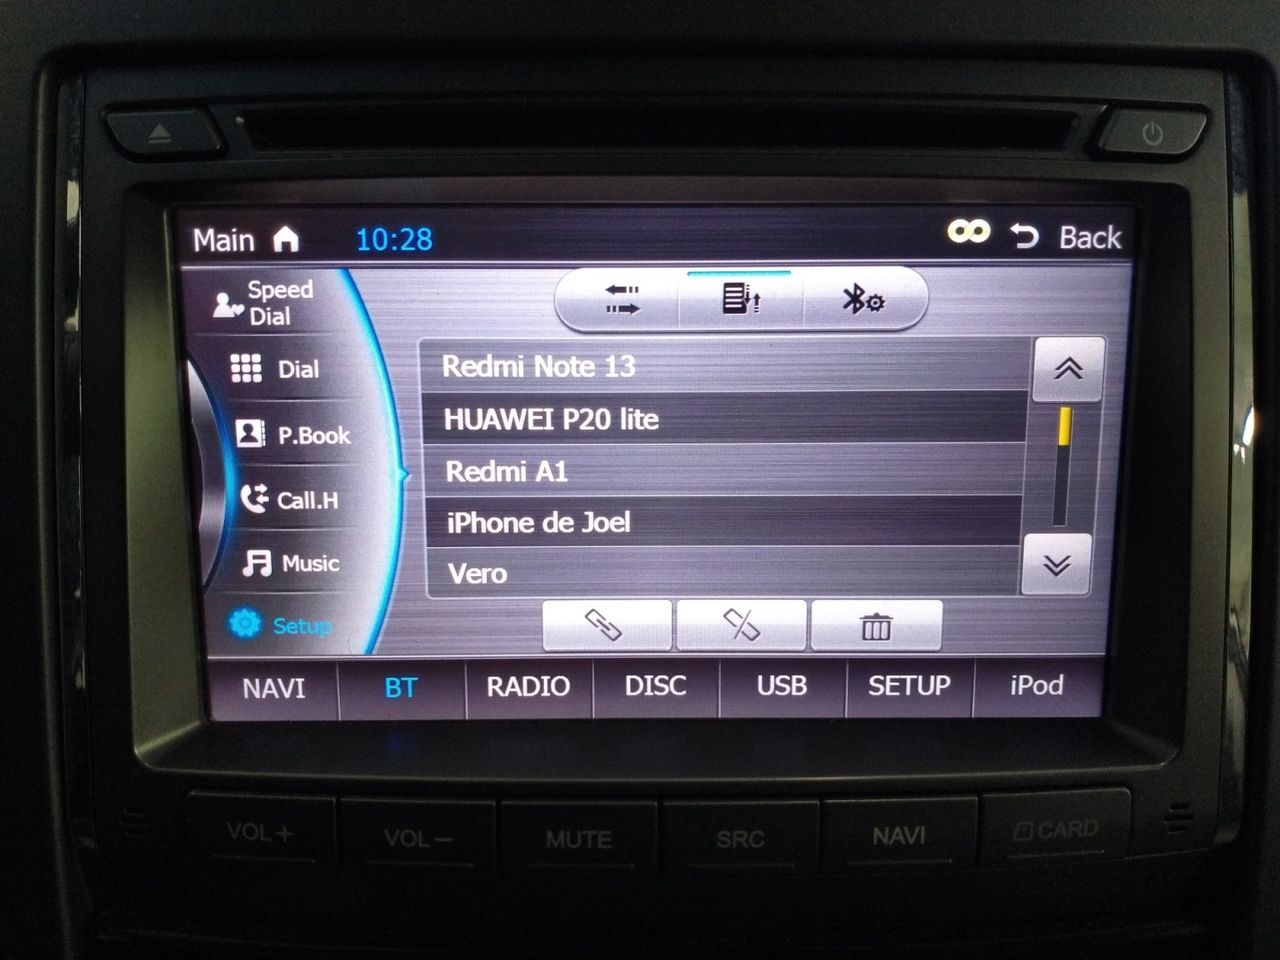 Main 10:28 Back
Speed
Dial
Dial
P.Book
Call.H
Music
Setup
Redmi Note 13
HUAWEI P20 lite
Redmi A1
iPhone de Joel
Vero
NAVI BT RADIO DISC USB SETUP iPod
VOL+ VOL- MUTE SRC NAVI CARD